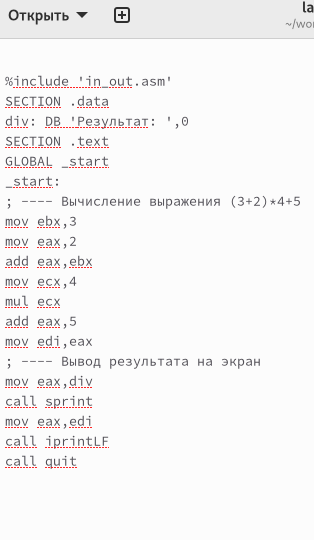 Открыть
la
~/wor
%include 'in_out.asm'
SECTION .data
div: DB 'Результат: ',0
SECTION .text
GLOBAL _start
_start:
; ---- Вычисление выражения (3+2)*4+5
mov ebx,3
mov eax,2
add eax,ebx
mov ecx,4
mul ecx
add eax,5
mov edi,eax
; ---- Вывод результата на экран
mov eax,div
call sprint
mov eax,edi
call iprintLF
call quit